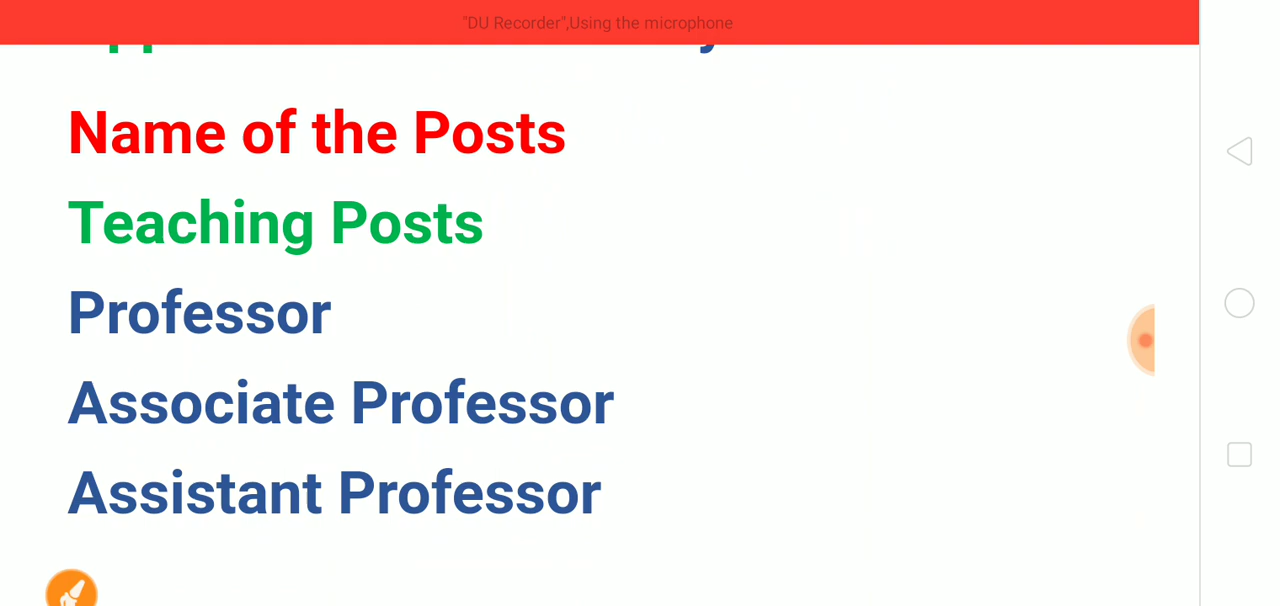 "DU Recorder",Using the microphone
Name of the Posts
Teaching Posts
Professor
Associate Professor
Assistant Professor